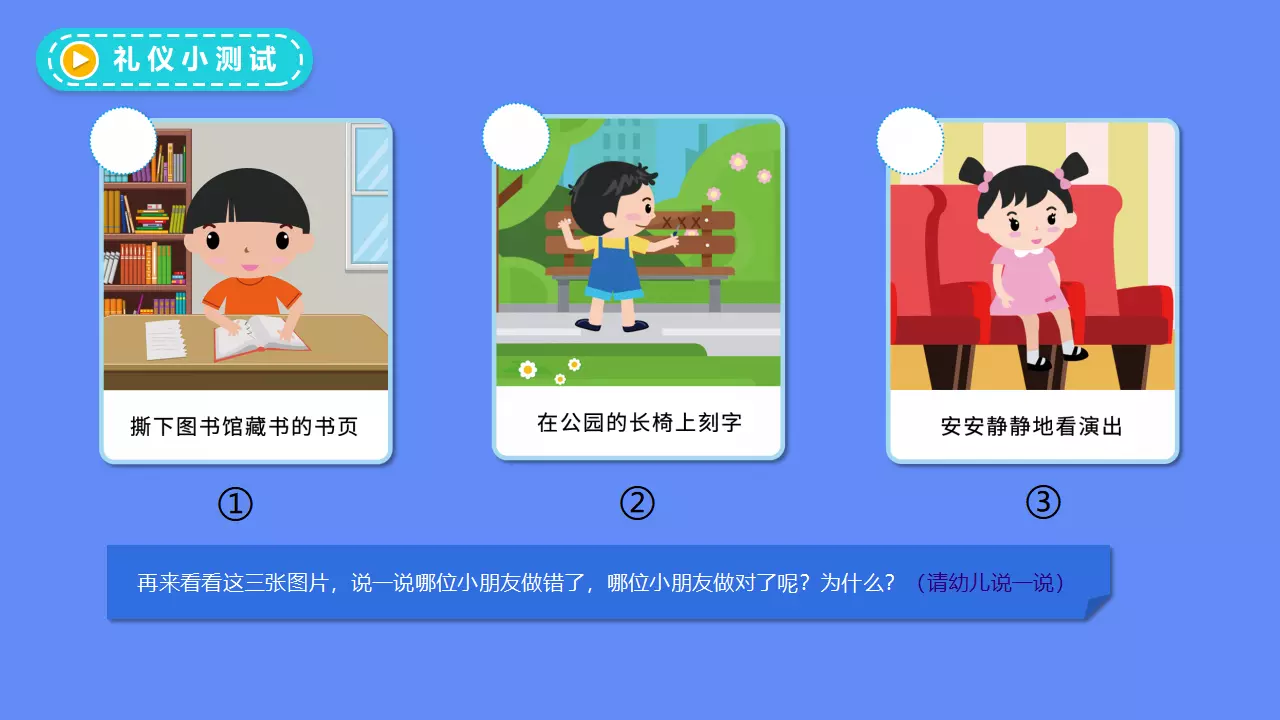 礼仪小测试
撕下图书馆藏书的书页
在公园的长椅上刻字
安安静静地看演出
①
②
③
再来看看这三张图片，说一说哪位小朋友做错了，哪位小朋友做对了呢？为什么？（请幼儿说一说）